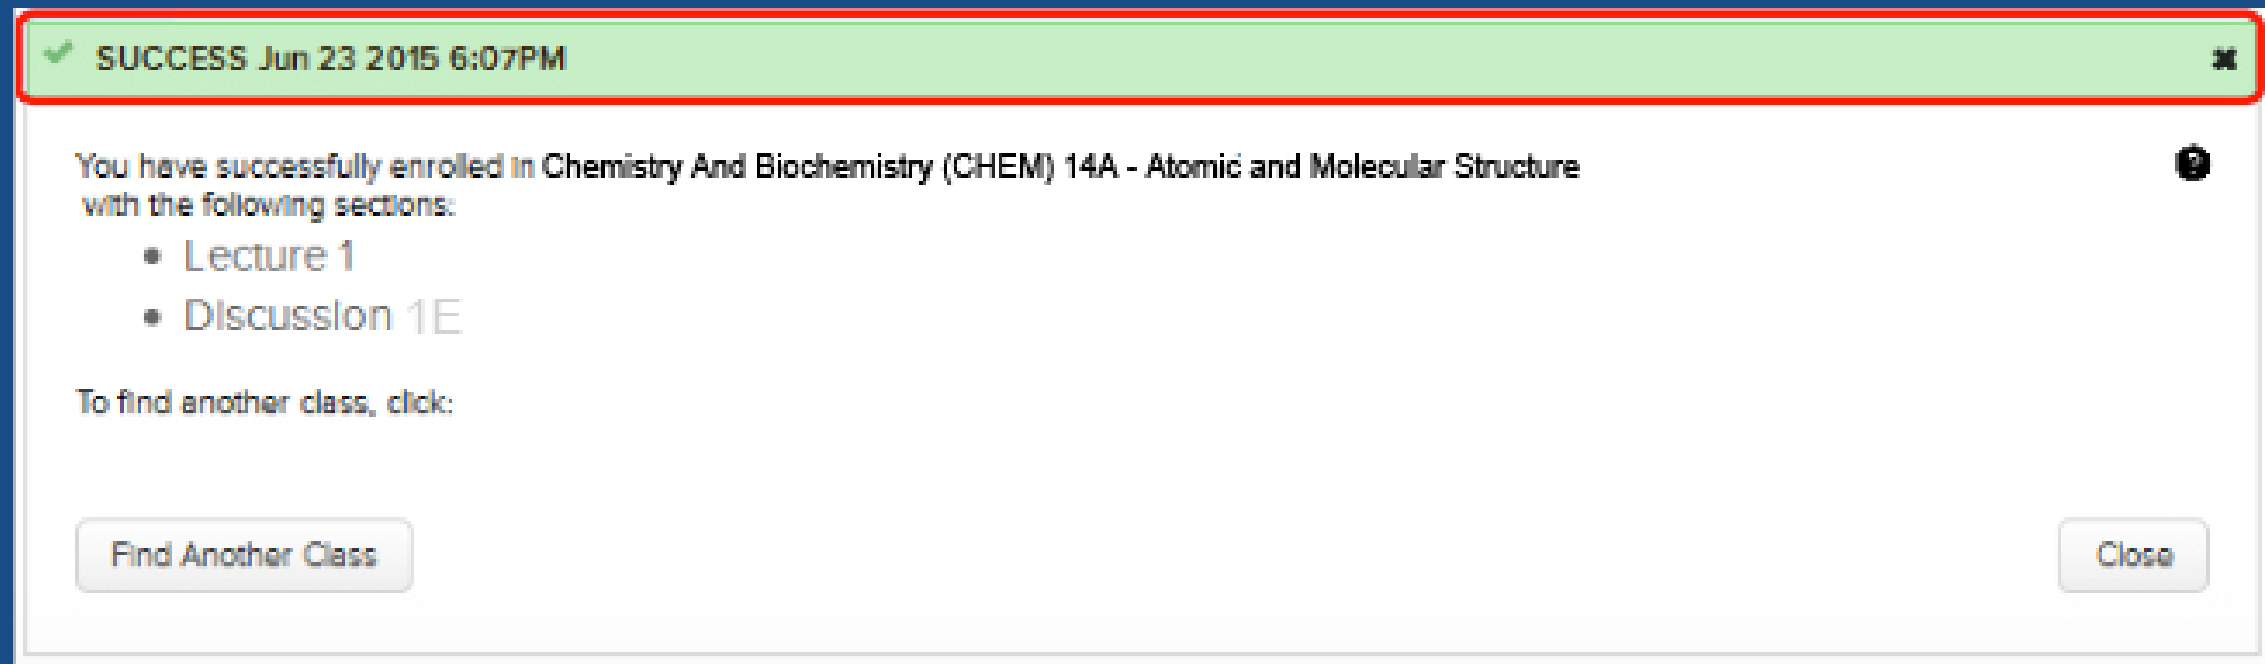 SUCCESS Jun 23 2015 6:07PM
You have successfully enrolled in Chemistry And Biochemistry (CHEM) 14A - Atomic and Molecular Structure
with the following sections:
• Lecture 1
• Discussion 1E
To find another class, click:
Find Another Class
Close